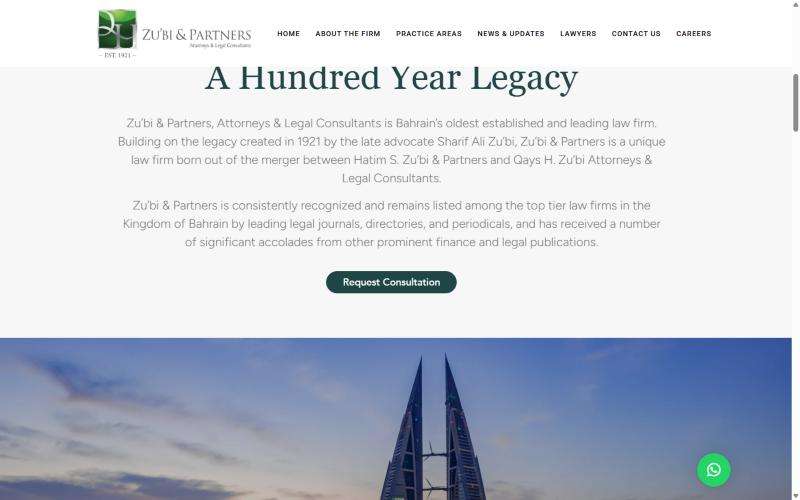 ZU'BI & PARTNERS
Attorneys & Legal Consultants
EST. 1921
HOME ABOUT THE FIRM PRACTICE AREAS NEWS & UPDATES LAWYERS CONTACT US CAREERS
A Hundred Year Legacy
Zu'bi & Partners, Attorneys & Legal Consultants is Bahrain's oldest established and leading law firm.
Building on the legacy created in 1921 by the late advocate Sharif Ali Zu'bi, Zu'bi & Partners is a unique
law firm born out of the merger between Hatim S. Zu'bi & Partners and Qays H. Zu'bi Attorneys &
Legal Consultants.
Zu'bi & Partners is consistently recognized and remains listed among the top tier law firms in the
Kingdom of Bahrain by leading legal journals, directories, and periodicals, and has received a number
of significant accolades from other prominent finance and legal publications.
Request Consultation